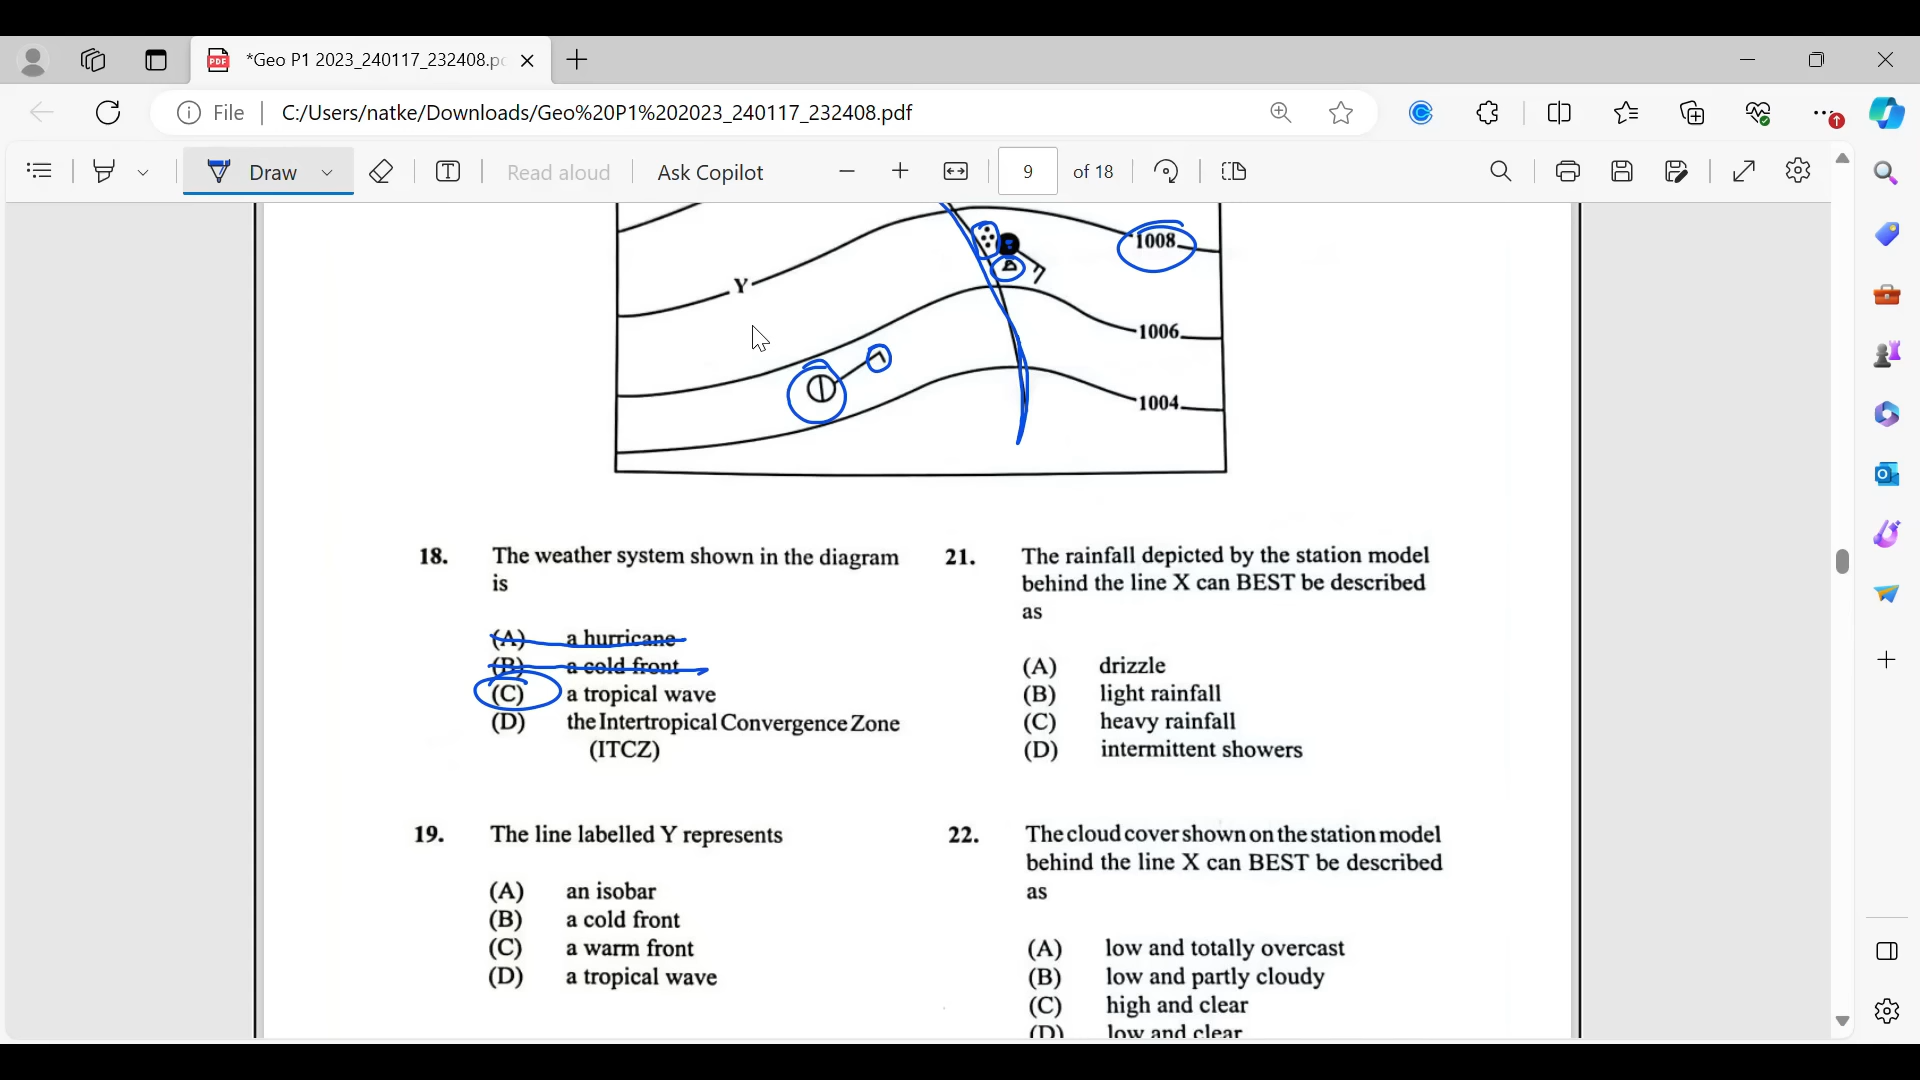 *Geo P1 2023_240117_232408.p
File
C:/Users/natke/Downloads/Geo%20P1%202023_240117_232408.pdf
Draw
Read aloud
Ask Copilot
9
of 18
1008
Y
1006
1004
18. The weather system shown in the diagram
is
(A) a hurricane
(B) a cold front
(C) a tropical wave
(D) the Intertropical Convergence Zone
(ITCZ)
19. The line labelled Y represents
(A) an isobar
(B) a cold front
(C) a warm front
(D) a tropical wave
21. The rainfall depicted by the station model
behind the line X can BEST be described
as
(A) drizzle
(B) light rainfall
(C) heavy rainfall
(D) intermittent showers
22. The cloud cover shown on the station model
behind the line X can BEST be described
as
(A) low and totally overcast
(B) low and partly cloudy
(C) high and clear
(D) low and clear